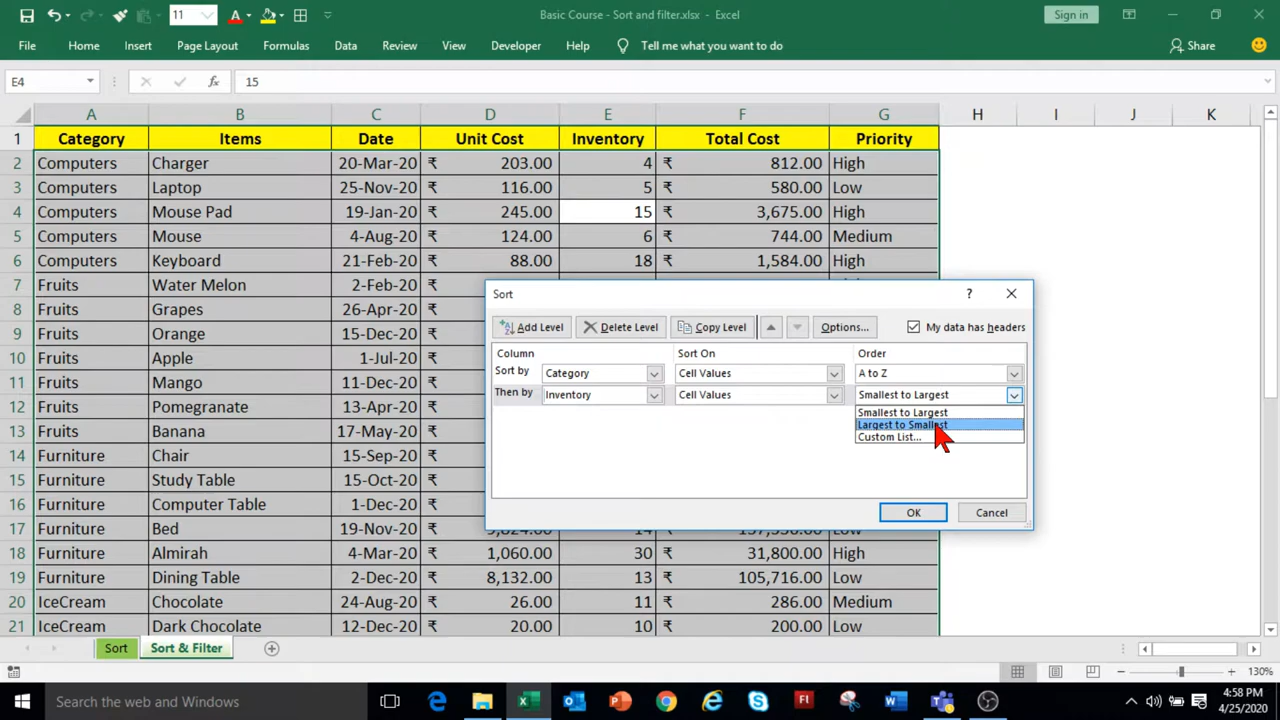 11 A Basic Course - Sort and filter.xlsx - Excel Sign in
File Home Insert Page Layout Formulas Data Review View Developer Help Tell me what you want to do Share
E4 fx 15
A B C D E F G H I J K
1 Category Items Date Unit Cost Inventory Total Cost Priority
2 Computers Charger 20-Mar-20 ₹ 203.00 4 ₹ 812.00 High
3 Computers Laptop 25-Nov-20 ₹ 116.00 5 ₹ 580.00 Low
4 Computers Mouse Pad 19-Jan-20 ₹ 245.00 15 ₹ 3,675.00 High
5 Computers Mouse 4-Aug-20 ₹ 124.00 6 ₹ 744.00 Medium
6 Computers Keyboard 21-Feb-20 ₹ 88.00 18 ₹ 1,584.00 High
7 Fruits Water Melon 2-Feb-20 ₹
8 Fruits Grapes 26-Apr-20 ₹
9 Fruits Orange 15-Dec-20 ₹
10 Fruits Apple 1-Jul-20 ₹
11 Fruits Mango 11-Dec-20 ₹
12 Fruits Pomegranate 13-Apr-20 ₹
13 Fruits Banana 17-May-20 ₹
14 Furniture Chair 15-Sep-20 ₹
15 Furniture Study Table 15-Oct-20 ₹
16 Furniture Computer Table 1-Dec-20 ₹
17 Furniture Bed 19-Nov-20 ₹
18 Furniture Almirah 4-Mar-20 ₹ 1,060.00 30 ₹ 31,800.00 High
19 Furniture Dining Table 2-Dec-20 ₹ 8,132.00 13 ₹ 105,716.00 Low
20 IceCream Chocolate 24-Aug-20 ₹ 26.00 11 ₹ 286.00 Medium
21 IceCream Dark Chocolate 12-Dec-20 ₹ 20.00 10 ₹ 200.00 Low
Sort ?
Add Level Delete Level Copy Level Options... My data has headers
Column Sort On Order
Sort by Category Cell Values A to Z
Then by Inventory Cell Values Smallest to Largest
Smallest to Largest
Largest to Smallest
Custom List...
OK Cancel
Sort Sort & Filter
130%
Search the web and Windows
4:58 PM
4/25/2020